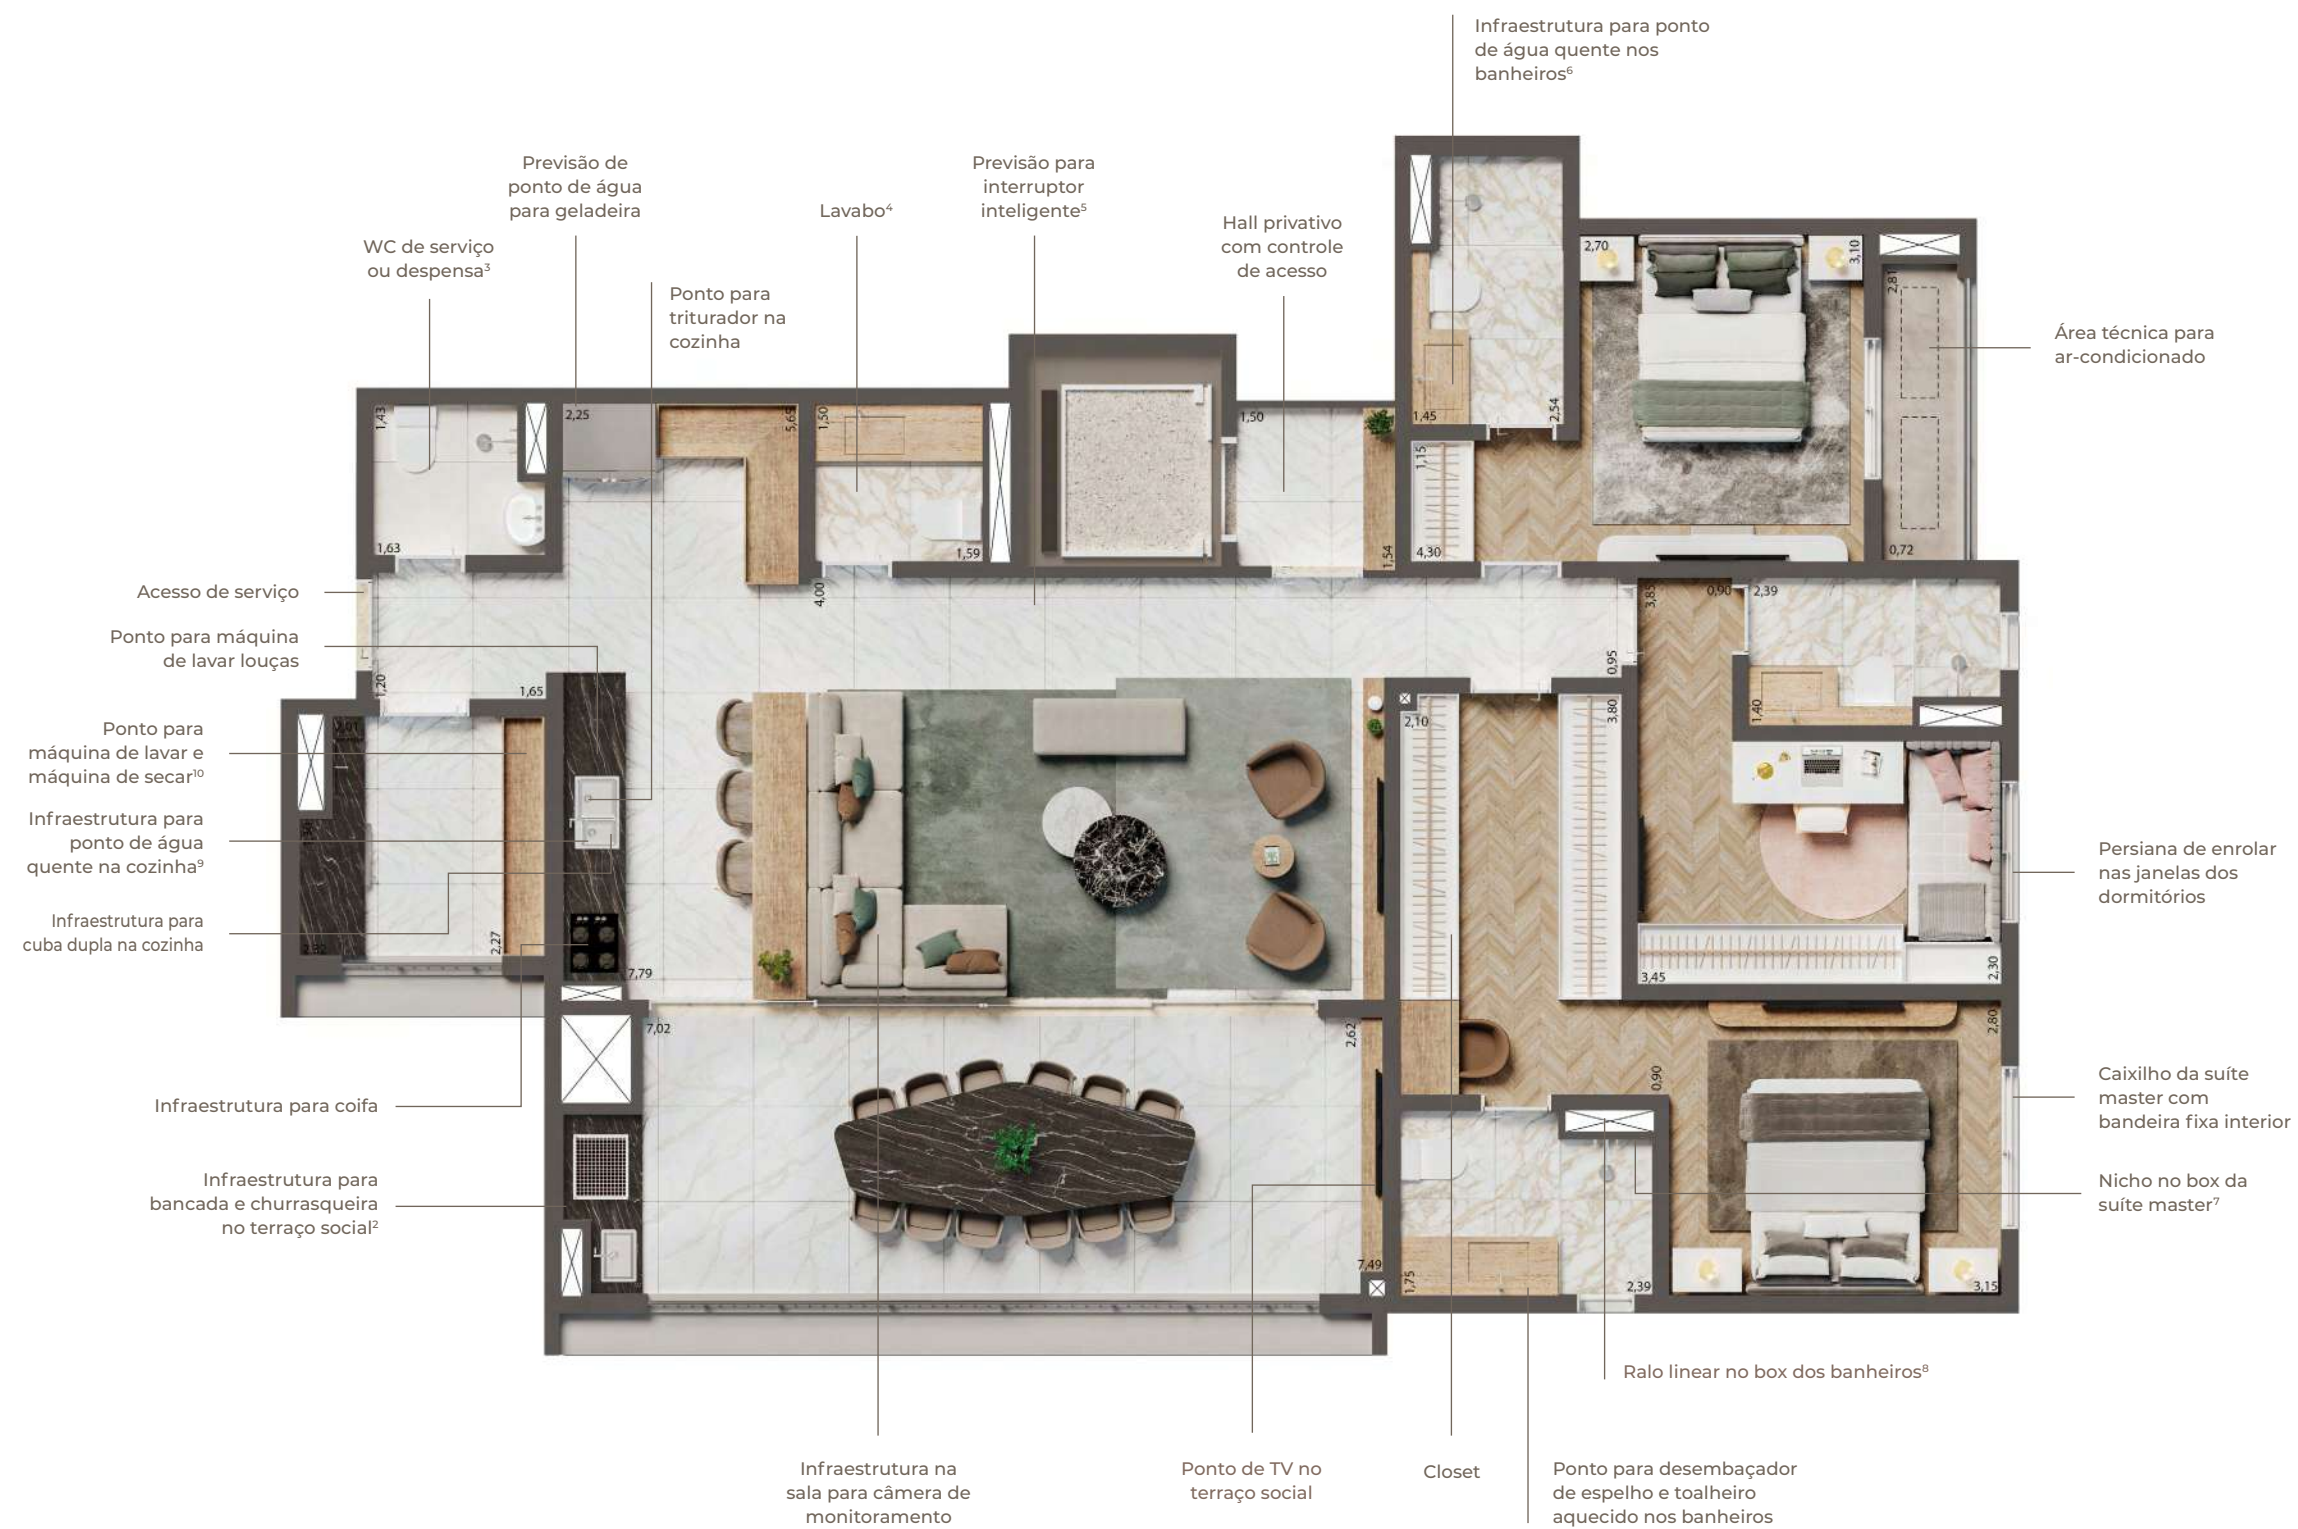 Infraestrutura para ponto
de água quente nos
banheiros⁶
Previsão de
ponto de água
para geladeira
Previsão para
interruptor
inteligente⁵
Lavabo⁴
Hall privativo
com controle
de acesso
WC de serviço
ou despensa³
Ponto para
triturador na
cozinha
Área técnica para
ar-condicionado
Acesso de serviço
Ponto para máquina
de lavar louças
Ponto para
máquina de lavar e
máquina de secar¹⁰
Infraestrutura para
ponto de água
quente na cozinha⁹
Infraestrutura para
cuba dupla na cozinha
Infraestrutura para coifa
Infraestrutura para
bancada e churrasqueira
no terraço social²
Persiana de enrolar
nas janelas dos
dormitórios
Caixilho da suíte
master com
bandeira fixa interior
Nicho no box da
suíte master⁷
Ralo linear no box dos banheiros⁸
Infraestrutura na
sala para câmera de
monitoramento
Ponto de TV no
terraço social
Closet
Ponto para desembaçador
de espelho e toalheiro
aquecido nos banheiros
2,70
3,10
2,81
1,43
2,25
5,65
1,50
1,50
1,45
2,54
1,15
1,63
1,59
1,54
4,30
0,72
4,00
3,85
0,90
2,39
0,95
1,20
1,65
2,10
3,80
1,40
2,01
2,27
7,79
3,45
2,30
7,02
2,62
2,80
0,90
7,49
1,75
2,39
3,15